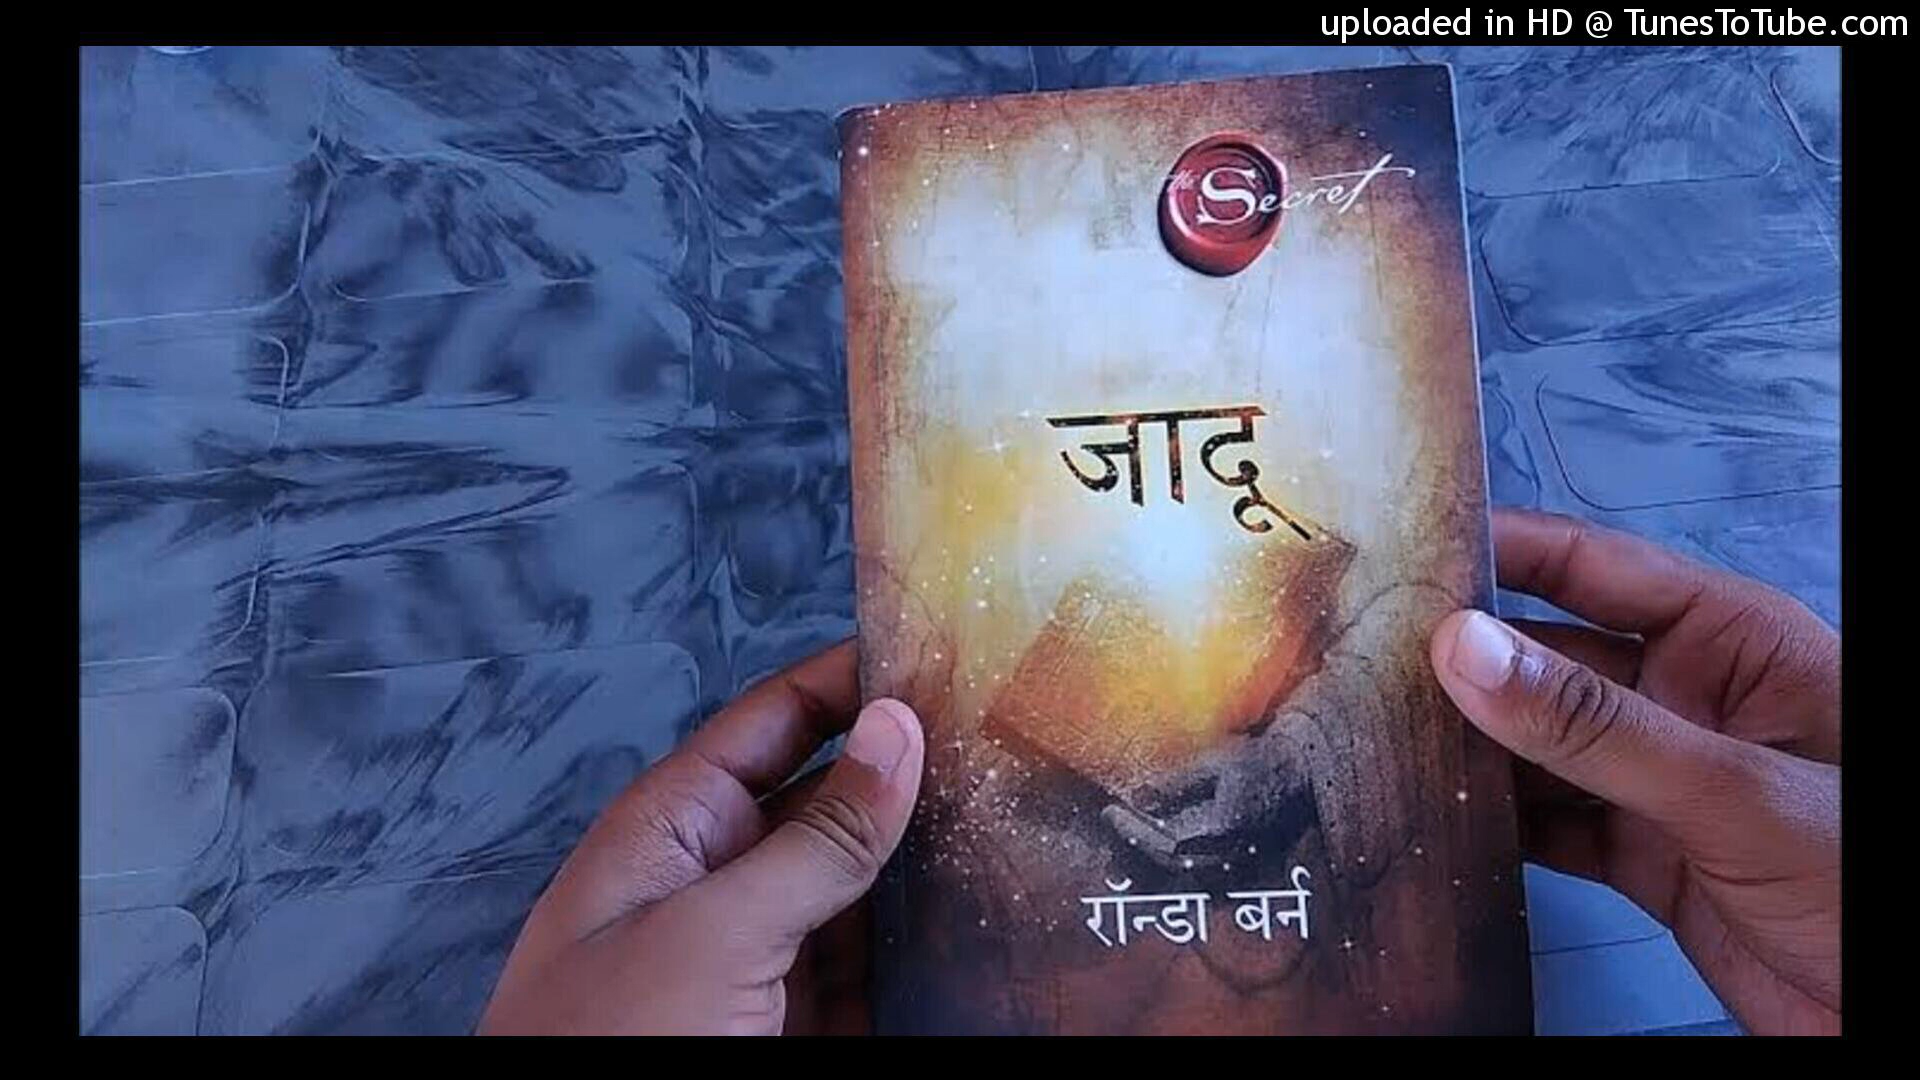 uploaded in HD @ TunesToTube.com
The Secret
जादू
रॉन्डा बर्न